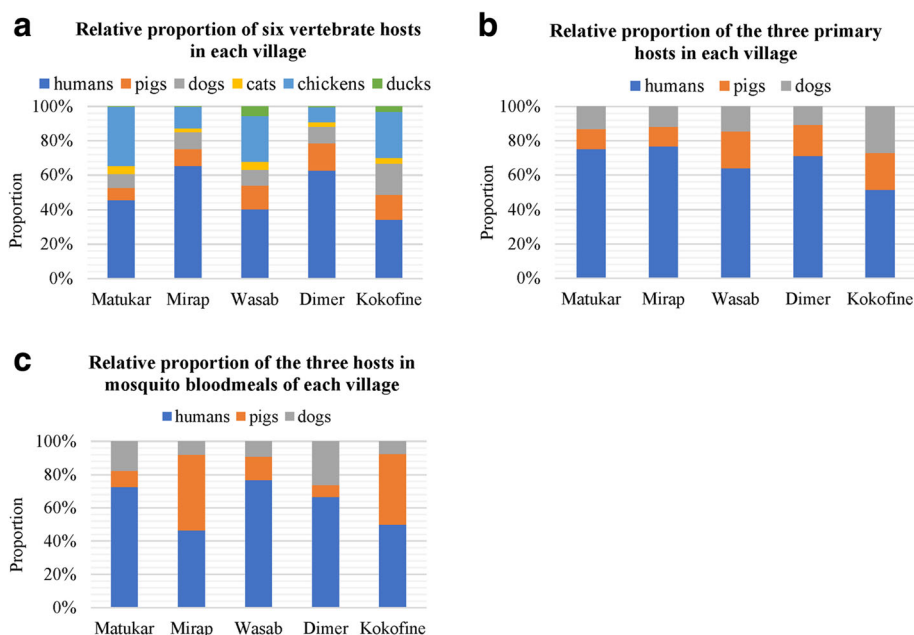 a
Relative proportion of six vertebrate hosts
in each village
humans pigs dogs cats chickens ducks
100%
80%
60%
40%
20%
0%
Proportion
Matukar Mirap Wasab Dimer Kokofine
b
Relative proportion of the three primary
hosts in each village
humans pigs dogs
100%
80%
60%
40%
20%
0%
Proportion
Matukar Mirap Wasab Dimer Kokofine
c
Relative proportion of the three hosts in
mosquito bloodmeals of each village
humans pigs dogs
100%
80%
60%
40%
20%
0%
Proportion
Matukar Mirap Wasab Dimer Kokofine